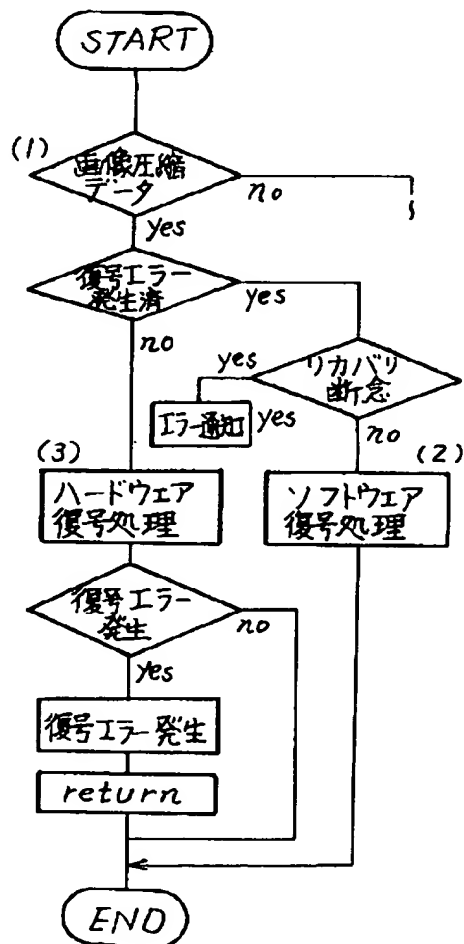 START
(1)
画像圧縮
データ
no
yes
復号エラー
発生済
yes
no
リカバリ
断念
yes
no
エラー通知
yes
(3)
(2)
ハードウェア
復号処理
ソフトウェア
復号処理
復号エラー
発生
no
yes
復号エラー発生
return
END